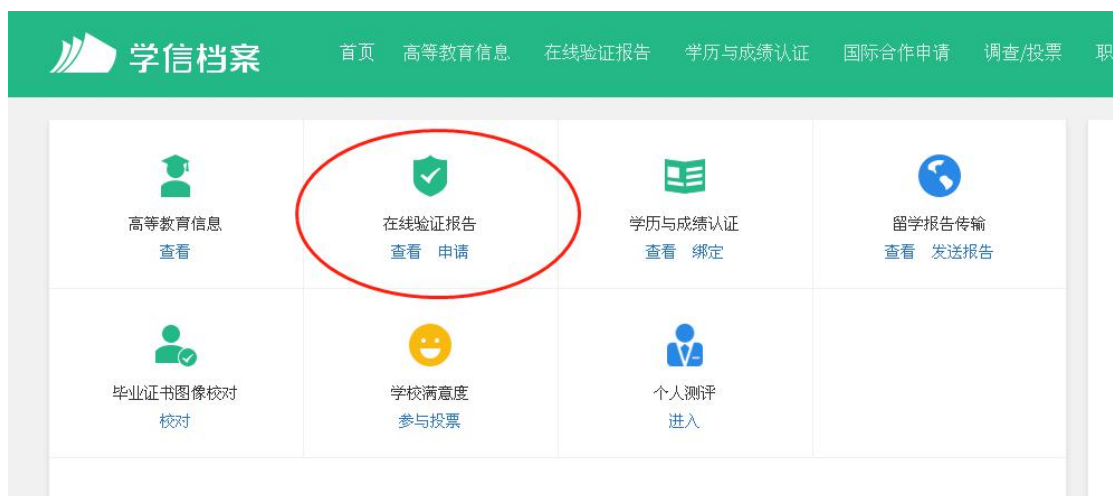 学信档案 首页 高等教育信息 在线验证报告 学历与成绩认证 国际合作申请 调查/投票 职
高等教育信息 在线验证报告 学历与成绩认证 留学报告传输
查看 查看 申请 查看 绑定 查看 发送报告
毕业证书图像校对 学校满意度 个人测评
校对 参与投票 进入